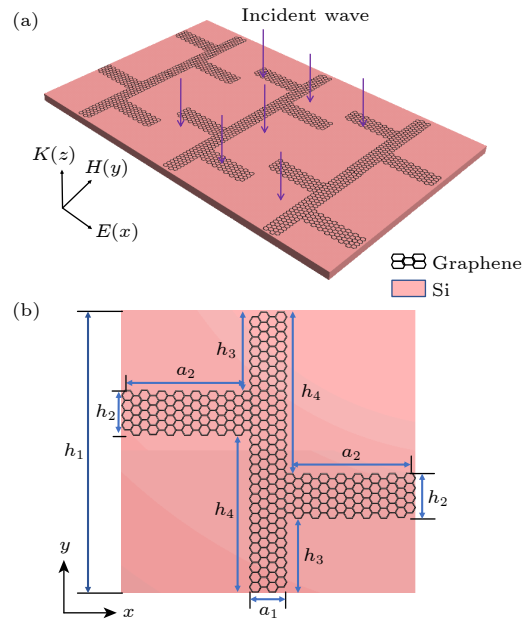 (a)
Incident wave
K(z)
H(y)
E(x)
Graphene
Si
(b)
h3
a2
h4
h2
h1
a2
h4
h2
y
h3
x
a1